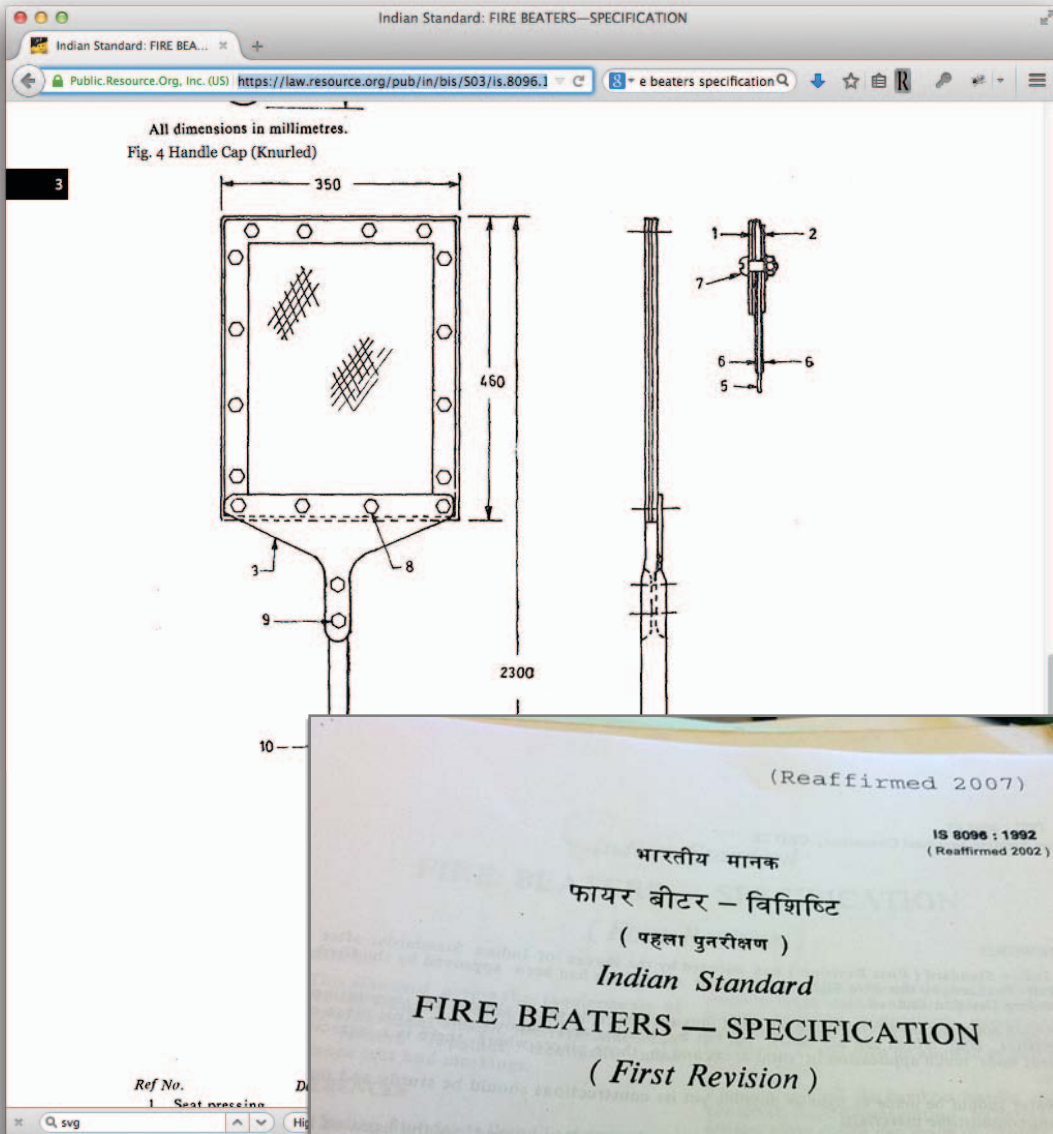 Indian Standard: FIRE BEATERS—SPECIFICATION
Indian Standard: FIRE BEA...
Public.Resource.Org, Inc. (US) https://law.resource.org/pub/in/bis/S03/is.8096.1
e beaters specification
All dimensions in millimetres.
Fig. 4 Handle Cap (Knurled)
3
350
1
2
7
460
6
6
5
3
8
9
2300
10
(Reaffirmed 2007)
IS 8096 : 1992
( Reaffirmed 2002 )
भारतीय मानक
फायर बीटर — विशिष्टि
( पहला पुनरीक्षण )
Indian Standard
FIRE BEATERS — SPECIFICATION
( First Revision )
Ref No.
1 Seat pressing
svg